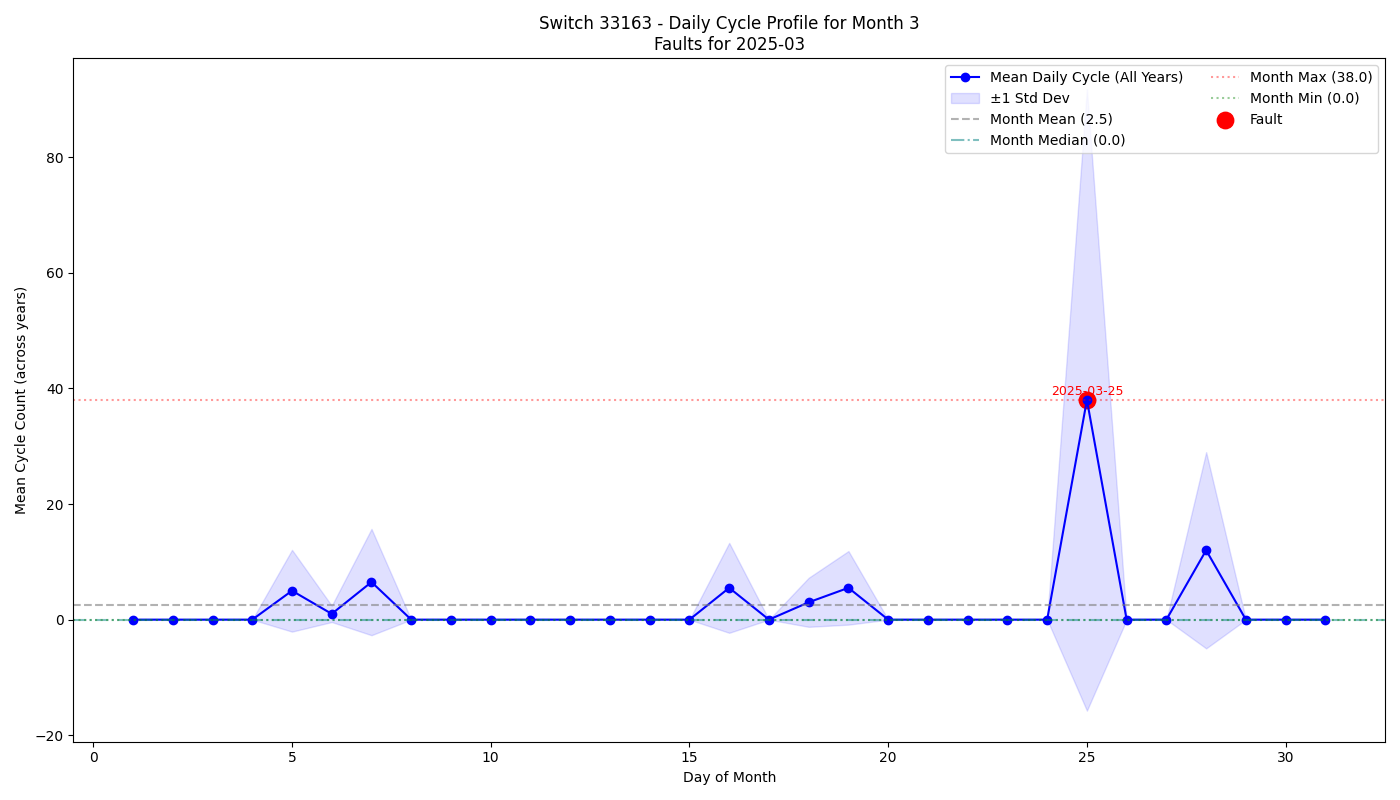 Switch 33163 - Daily Cycle Profile for Month 3
Faults for 2025-03
Mean Daily Cycle (All Years)
±1 Std Dev
Month Mean (2.5)
Month Median (0.0)
Month Max (38.0)
Month Min (0.0)
Fault
Mean Cycle Count (across years)
80
60
40
20
0
−20
2025-03-25
0 5 10 15 20 25 30
Day of Month